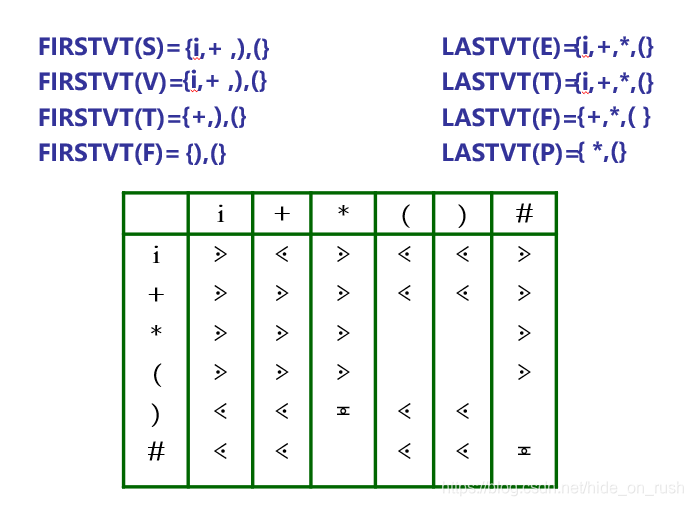 FIRSTVT(S)= {i,+ ,),(}
FIRSTVT(V)={i,+ ,),(}
FIRSTVT(T)={+,),(}
FIRSTVT(F)= {),(}
LASTVT(E)={i,+,*,(}
LASTVT(T)={i,+,*,(}
LASTVT(F)={+,*,( }
LASTVT(P)={ *,(}
i + * ( ) #
i ⋗ ⋖ ⋗ ⋖ ⋖ ⋗
+ ⋗ ⋗ ⋗ ⋖ ⋖ ⋗
* ⋗ ⋗ ⋗ ⋗
( ⋗ ⋗ ⋗ ⋗
) ⋖ ⋖ ≖ ⋖ ⋖
# ⋖ ⋖ ⋖ ⋖ ≖
https://blog.csdn.net/hide_on_rush